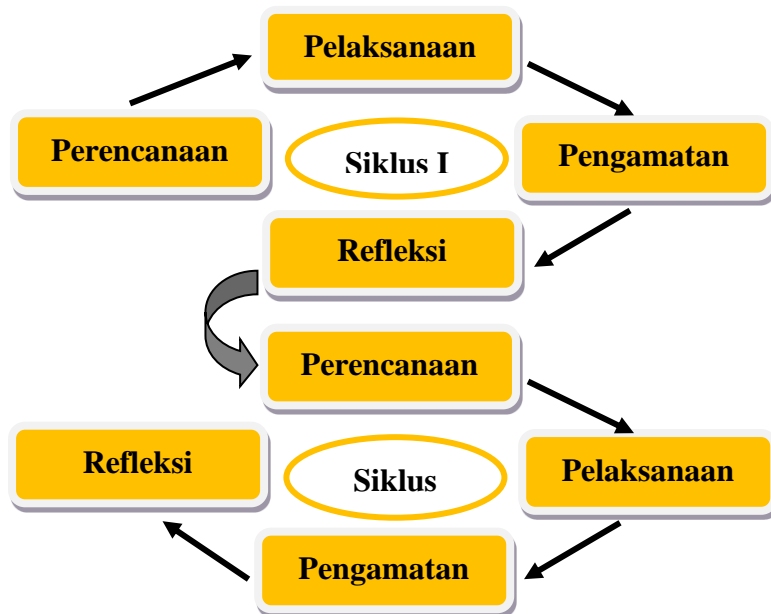 Pelaksanaan
Perencanaan
Siklus I
Pengamatan
Refleksi
Perencanaan
Refleksi
Siklus
Pelaksanaan
Pengamatan